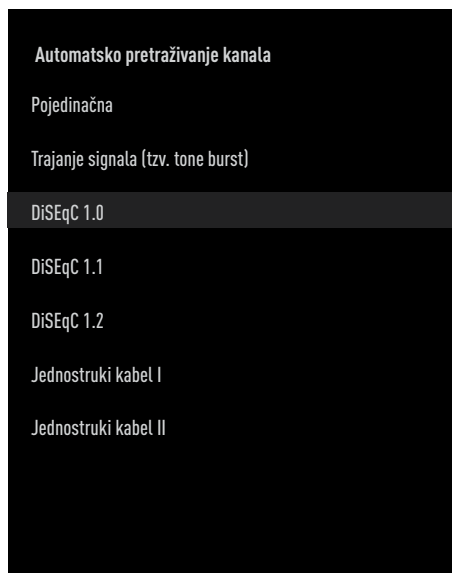 Automatsko pretraživanje kanala
Pojedinačna
Trajanje signala (tzv. tone burst)
DiSEqC 1.0
DiSEqC 1.1
DiSEqC 1.2
Jednostruki kabel I
Jednostruki kabel II